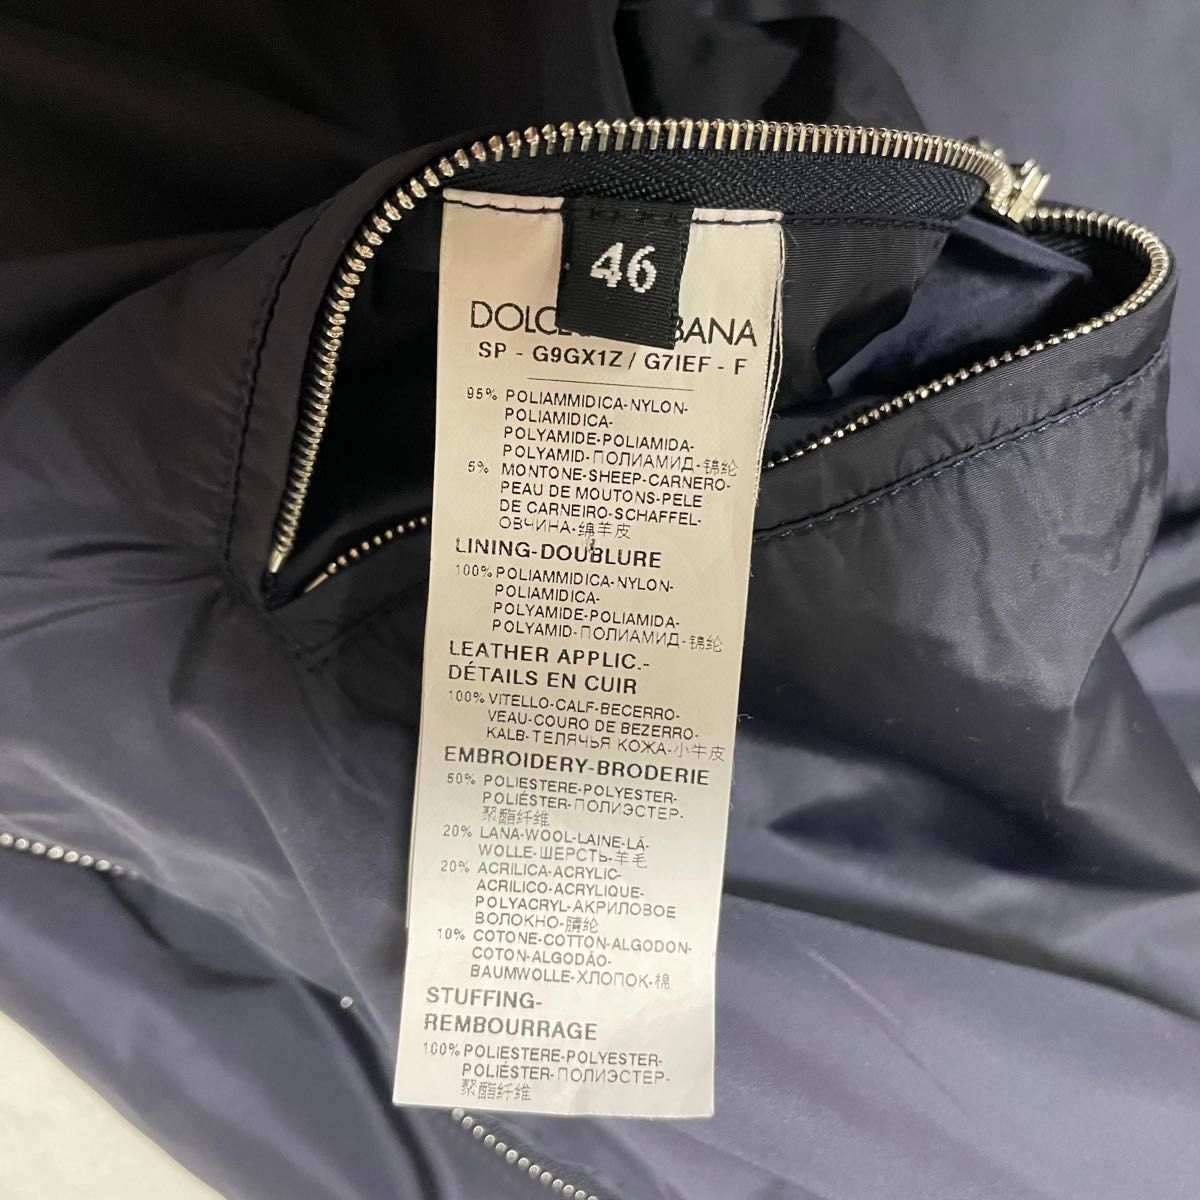 46
DOLC BANA
SP - G9GX1Z / G7IEF - F
95% POLIAMMIDICA-NYLON-
POLIAMIDICA-
POLYAMIDE-POLIAMIDA-
POLYAMID-ПОЛИАМИД-锦纶
5% MONTONE-SHEEP-CARNERO-
PEAU DE MOUTONS-PELE
DE CARNEIRO-SCHAFFEL-
ОВЧИНА-绵羊皮
LINING-DOUBLURE
100% POLIAMMIDICA-NYLON-
POLIAMIDICA-
POLYAMIDE-POLIAMIDA-
POLYAMID-ПОЛИАМИД-锦纶
LEATHER APPLIC.-
DÉTAILS EN CUIR
100% VITELLO-CALF-BECERRO-
VEAU-COURO DE BEZERRO-
KALB-ТЕЛЯЧЬЯ КОЖА-小牛皮
EMBROIDERY-BRODERIE
50% POLIESTERE-POLYESTER-
POLIÉSTER-ПОЛИЭСТЕР-
聚酯纤维
20% LANA-WOOL-LAINE-LÃ-
WOLLE-ШЕРСТЬ-羊毛
20% ACRILICA-ACRYLIC-
ACRILICO-ACRYLIQUE-
POLYACRYL-АКРИЛОВОЕ
ВОЛОКНО-腈纶
10% COTONE-COTTON-ALGODON-
COTON-ALGODÃO-
BAUMWOLLE-ХЛОПОК-棉
STUFFING-
REMBOURRAGE
100% POLIESTERE-POLYESTER-
POLIÉSTER-ПОЛИЭСТЕР-
聚酯纤维